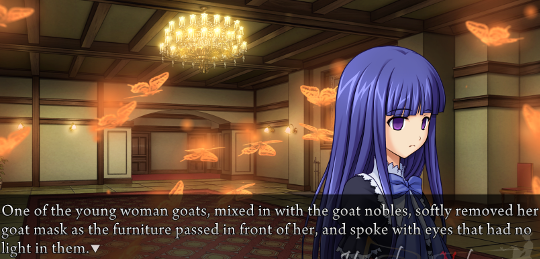 One of the young woman goats, mixed in with the goat nobles, softly removed her
goat mask as the furniture passed in front of her, and spoke with eyes that had no
light in them.▼